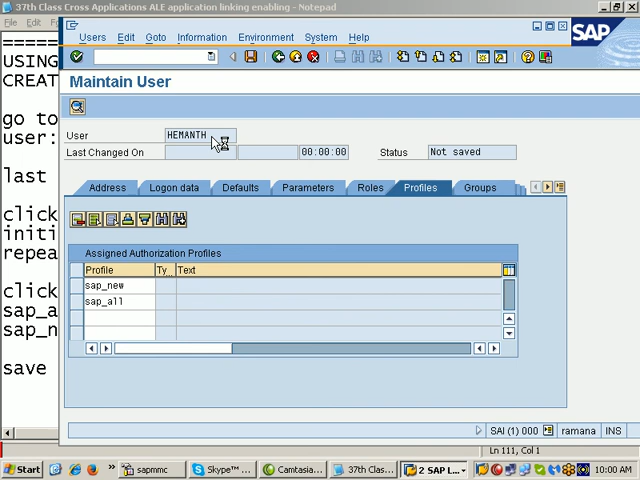 37th Class Cross Applications ALE application linking enabling - Notepad
File Edit
=====
USING
CREAT
go to
user:
last
click
initi
repea
click
sap_a
sap_n
save
Users Edit Goto Information Environment System Help
SAP
Maintain User
User HEMANTH
Last Changed On 00:00:00 Status Not saved
Address Logon data Defaults Parameters Roles Profiles Groups
Assigned Authorization Profiles
Profile Ty... Text
sap_new
sap_all
SAI (1) 000 ramana INS
Ln 111, Col 1
Start » sapmmc Skype™ ... Camtasia... 37th Clas... 2 SAP L... 10:00 AM